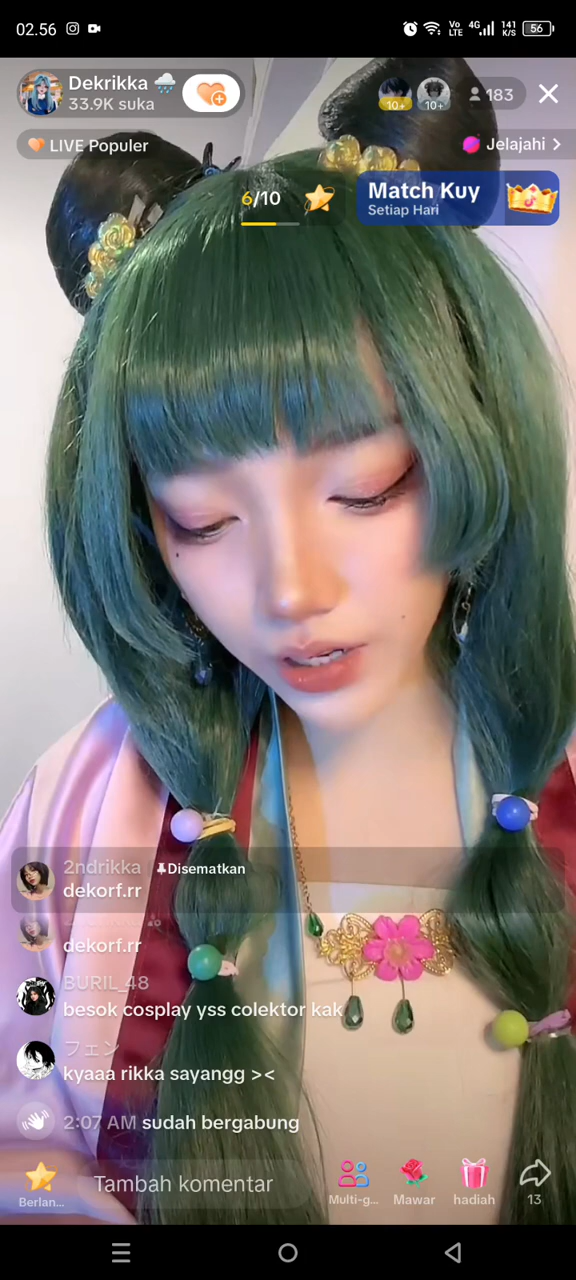 02.56
Vo
LTE
4G
141
K/S
56
Dekrikka 🌧️
33.9K suka
10+
10+
183
LIVE Populer
Jelajahi >
6/10
Match Kuy
Setiap Hari
2ndrikka
Disematkan
dekorf.rr
dekorf.rr
BURIL_48
besok cosplay yss colektor kak
フェン
kyaaa rikka sayangg ><
2:07 AM sudah bergabung
Berlan...
Tambah komentar
Multi-g...
Mawar
hadiah
13